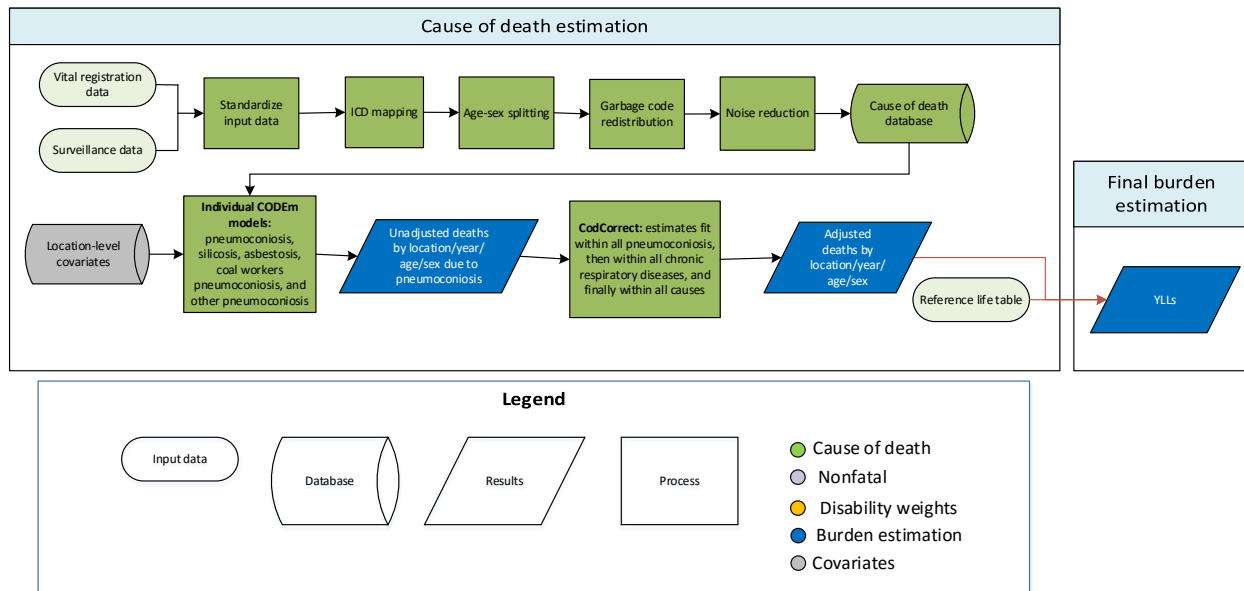 Cause of death estimation
Vital registration
data
Surveillance data
Standardize
input data
ICD mapping
Age-sex splitting
Garbage code
redistribution
Noise reduction
Cause of death
database
Location-level
covariates
Individual CODEm
models:
pneumoconiosis,
silicosis, asbestosis,
coal workers
pneumoconiosis, and
other pneumoconiosis
Unadjusted deaths
by location/year/
age/sex due to
pneumoconiosis
CodCorrect: estimates fit
within all pneumoconiosis,
then within all chronic
respiratory diseases, and
finally within all causes
Adjusted
deaths by
location/year/
age/sex
Reference life table
Final burden
estimation
YLLs
Legend
Input data
Database
Results
Process
Cause of death
Nonfatal
Disability weights
Burden estimation
Covariates